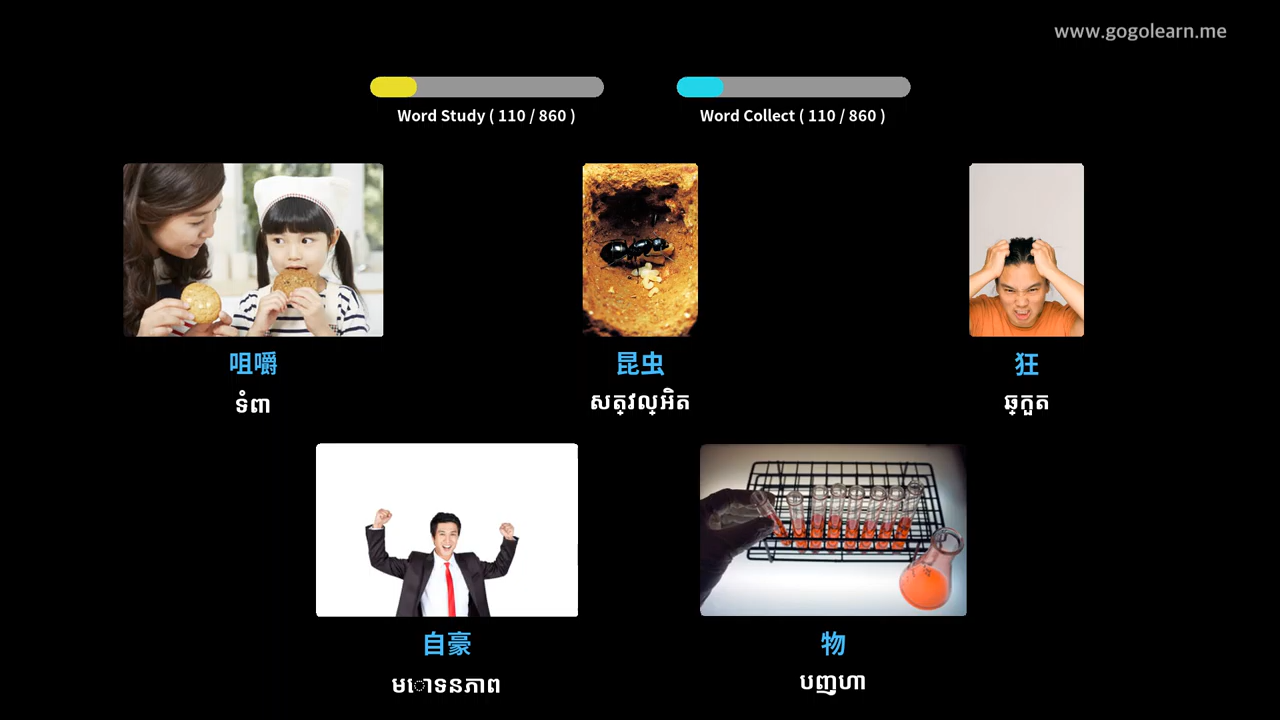 www.gogolearn.me
Word Study ( 110 / 860 )
Word Collect ( 110 / 860 )
咀嚼
昆虫
狂
ទំពា
សត្វល្អិត
ឆ្កួត
自豪
物
មោទនភាព
បញ្ហា